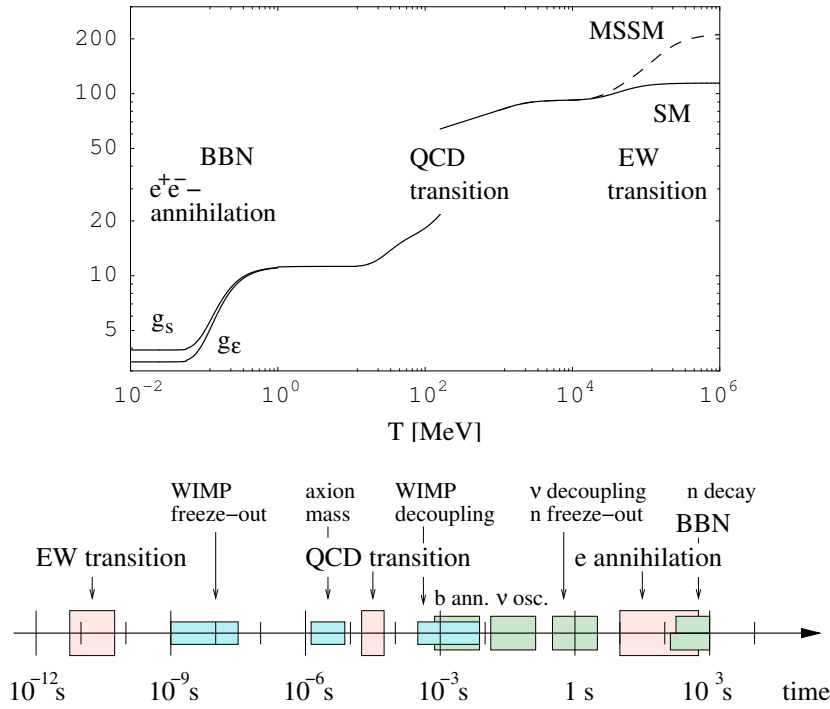 200
MSSM
100
SM
50
BBN
QCD
EW
e⁺e⁻−
transition
transition
annihilation
20
10
g_s
5
g_ε
10⁻²
10⁰
10²
10⁴
10⁶
T [MeV]
WIMP
freeze−out
axion
mass
WIMP
decoupling
ν decoupling
n freeze−out
n decay
BBN
EW transition
QCD transition
e annihilation
b ann. ν osc.
10⁻¹²s
10⁻⁹s
10⁻⁶s
10⁻³s
1 s
10³s
time